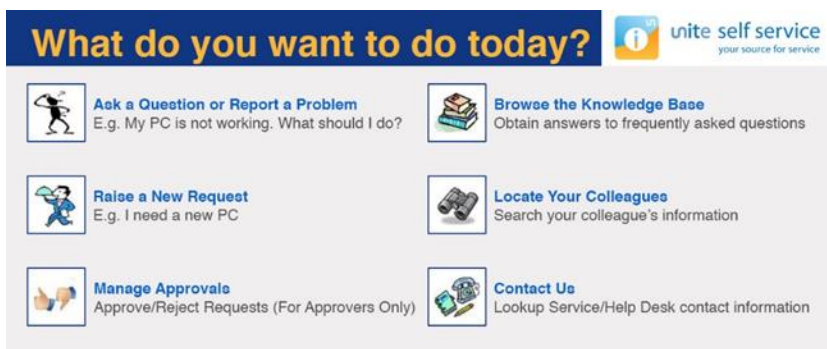 What do you want to do today?
unite self service
your source for service
Ask a Question or Report a Problem
E.g. My PC is not working. What should I do?
Browse the Knowledge Base
Obtain answers to frequently asked questions
Raise a New Request
E.g. I need a new PC
Locate Your Colleagues
Search your colleague's information
Manage Approvals
Approve/Reject Requests (For Approvers Only)
Contact Us
Lookup Service/Help Desk contact information